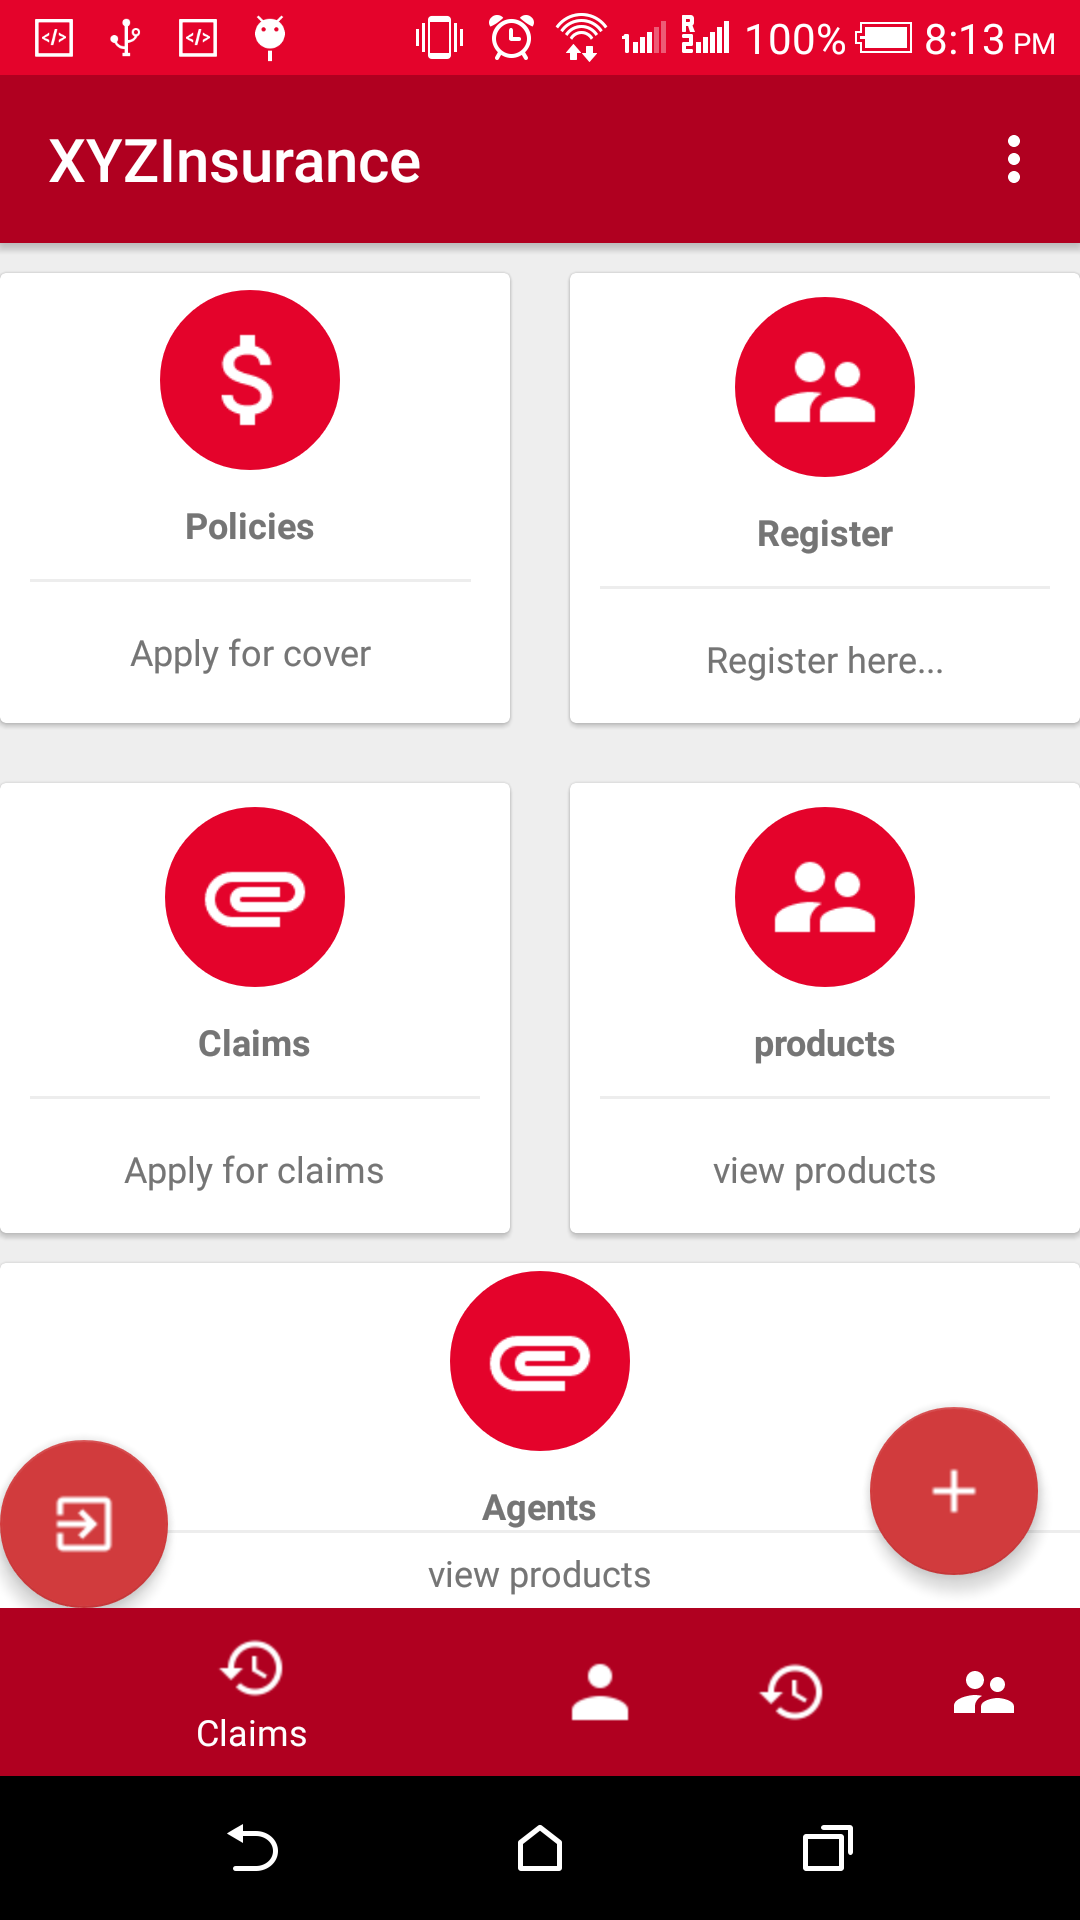 100% 8:13 PM
XYZInsurance
Policies
Register
Apply for cover
Register here...
Claims
products
Apply for claims
view products
Agents
view products
Claims